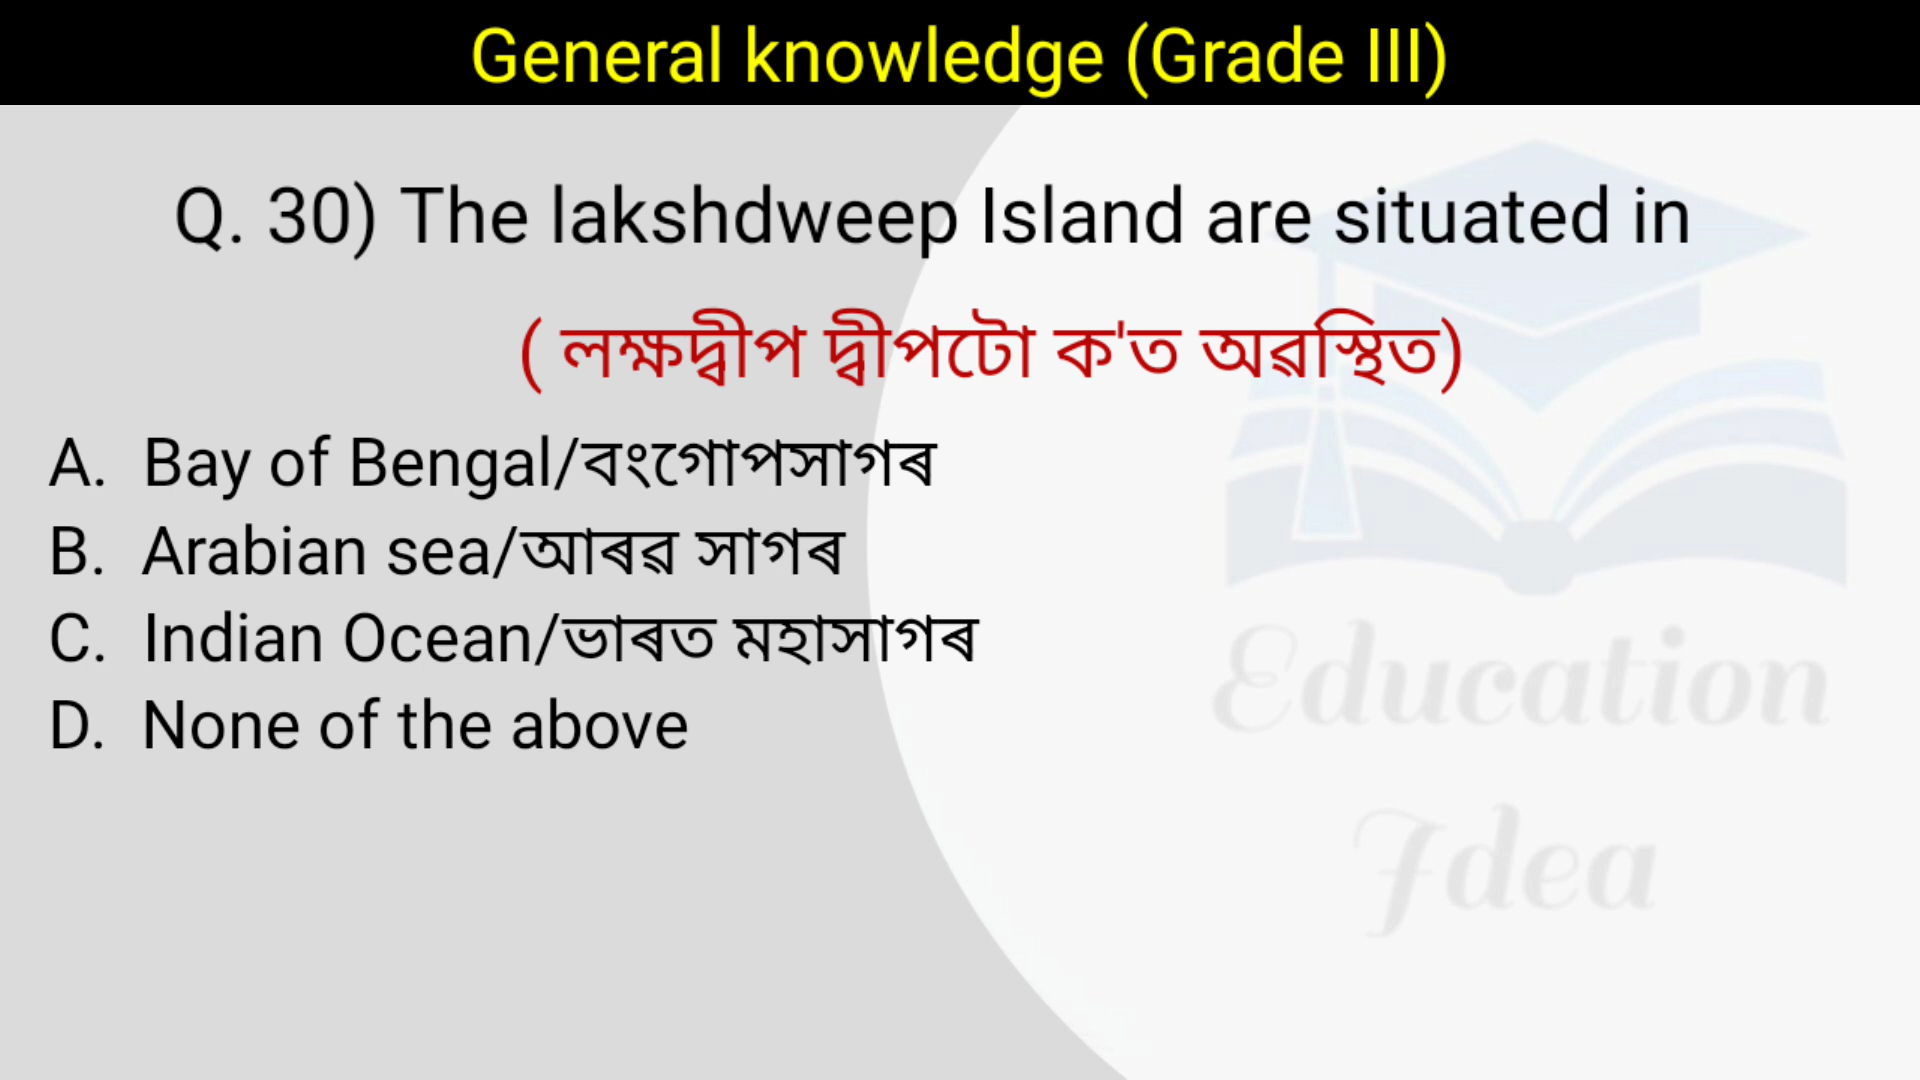 General knowledge (Grade III)
Q. 30) The lakshdweep Island are situated in
( লক্ষদ্বীপ দ্বীপটো ক'ত অৱস্থিত)
A. Bay of Bengal/বংগোপসাগৰ
B. Arabian sea/আৰৱ সাগৰ
C. Indian Ocean/ভাৰত মহাসাগৰ
D. None of the above
Education
Idea